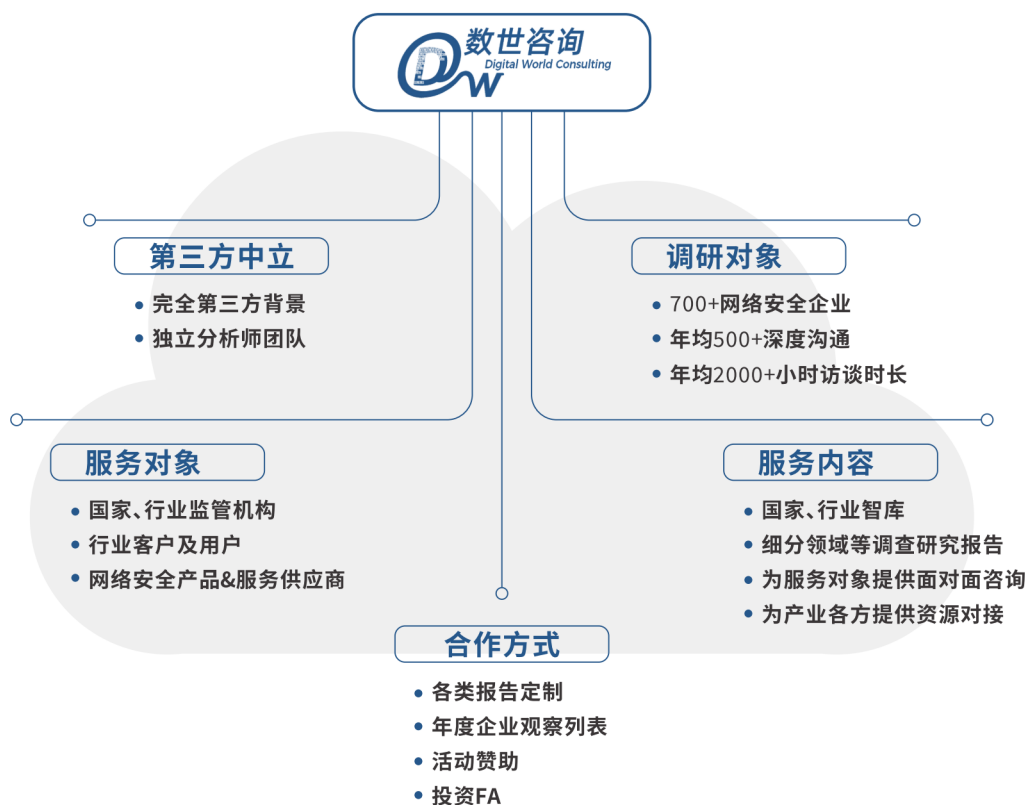 数世咨询
Digital World Consulting
第三方中立
完全第三方背景
独立分析师团队
调研对象
700+网络安全企业
年均500+深度沟通
年均2000+小时访谈时长
服务对象
国家、行业监管机构
行业客户及用户
网络安全产品&服务供应商
服务内容
国家、行业智库
细分领域等调查研究报告
为服务对象提供面对面咨询
为产业各方提供资源对接
合作方式
各类报告定制
年度企业观察列表
活动赞助
投资FA